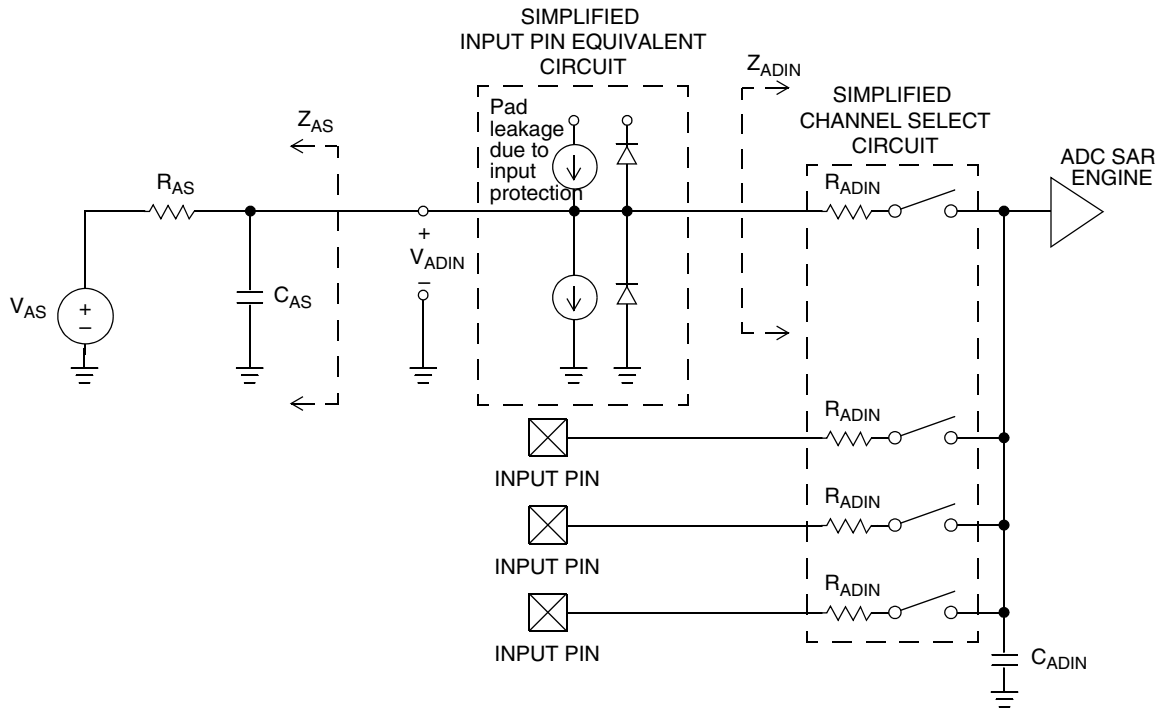 SIMPLIFIED
INPUT PIN EQUIVALENT
CIRCUIT
Pad
leakage
due to
input
protection
Z_ADIN
SIMPLIFIED
CHANNEL SELECT
CIRCUIT
ADC SAR
ENGINE
Z_AS
R_AS
R_ADIN
+
V_ADIN
–
V_AS
+
–
C_AS
R_ADIN
INPUT PIN
R_ADIN
INPUT PIN
R_ADIN
INPUT PIN
C_ADIN